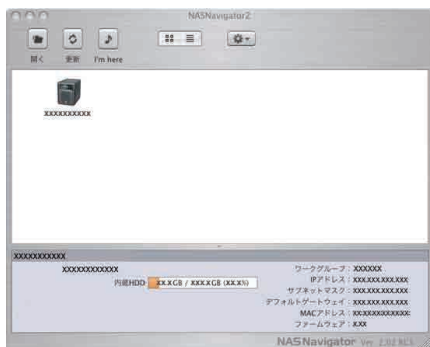 NASNavigator2
開く 更新 I'm here
xxxxxxxxxx
xxxxxxxxxxx
xxxxxxxxxxx
内蔵HDD xx.xGB / xxx.xGB (xx.x%)
ワークグループ: xxxxxx
IPアドレス: xxx.xxx.xxx.xxx
サブネットマスク: xxx.xxx.xxx.xxx
デフォルトゲートウェイ: xxx.xxx.xxx.xxx
MACアドレス: xx:xx:xx:xx:xx:xx
ファームウェア: x.xx
NAS Navigator Ver. 2.02